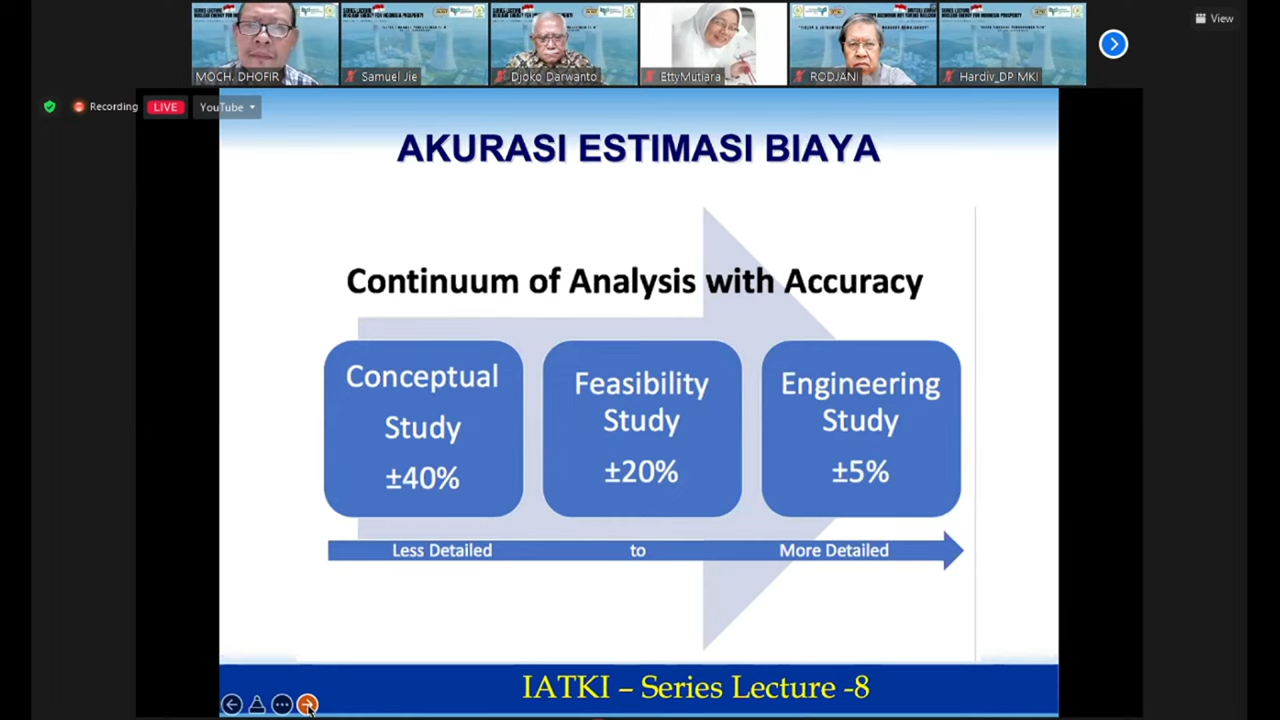 View
MOCH. DHOFIR
Samuel Jie
Djoko Darwanto
EttyMutiara
RODJANI
Hardiv_DP MKI
Recording
LIVE
YouTube
AKURASI ESTIMASI BIAYA
Continuum of Analysis with Accuracy
Conceptual
Study
±40%
Feasibility
Study
±20%
Engineering
Study
±5%
Less Detailed to More Detailed
IATKI – Series Lecture -8